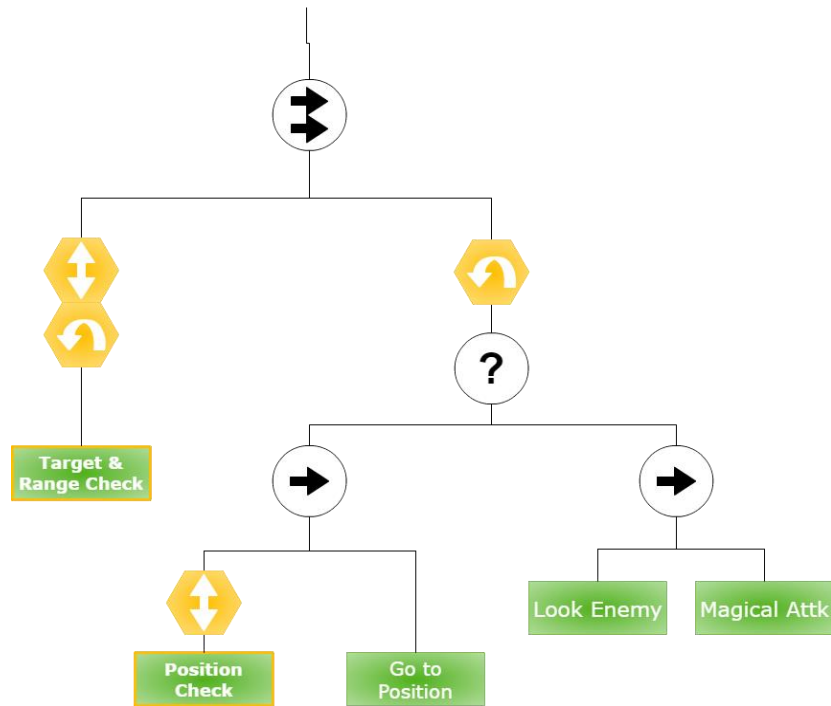 ?
Target &
Range Check
Look Enemy
Magical Attk
Position
Check
Go to
Position